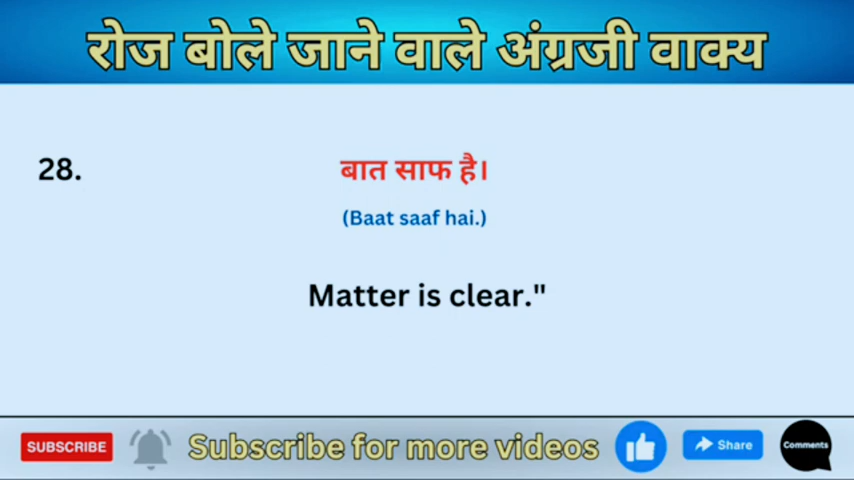 रोज बोले जाने वाले अंग्रजी वाक्य
28. बात साफ है।
(Baat saaf hai.)
Matter is clear."
SUBSCRIBE Subscribe for more videos Share Comments